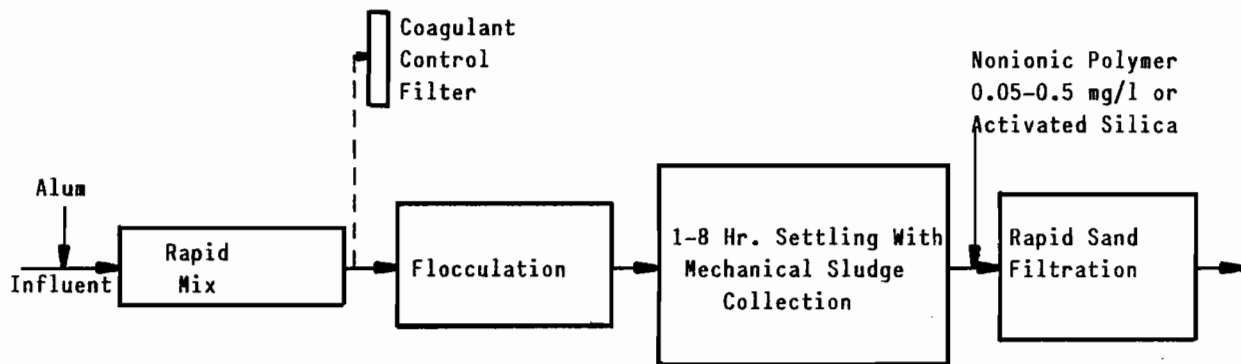 Coagulant
Control
Filter
Nonionic Polymer
0.05-0.5 mg/l or
Activated Silica
Alum
Influent
Rapid
Mix
Flocculation
1-8 Hr. Settling With
Mechanical Sludge
Collection
Rapid Sand
Filtration